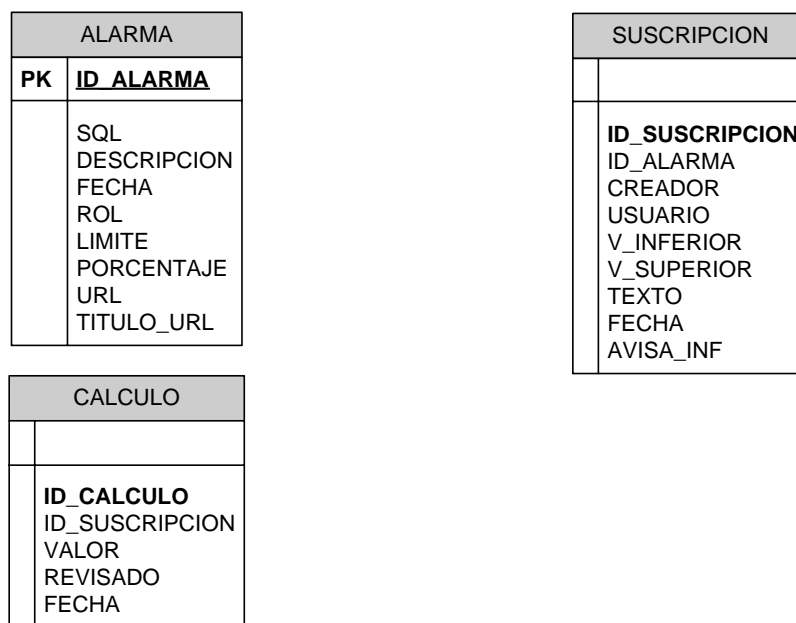 ALARMA
PK ID_ALARMA
SQL
DESCRIPCION
FECHA
ROL
LIMITE
PORCENTAJE
URL
TITULO_URL
SUSCRIPCION
ID_SUSCRIPCION
ID_ALARMA
CREADOR
USUARIO
V_INFERIOR
V_SUPERIOR
TEXTO
FECHA
AVISA_INF
CALCULO
ID_CALCULO
ID_SUSCRIPCION
VALOR
REVISADO
FECHA